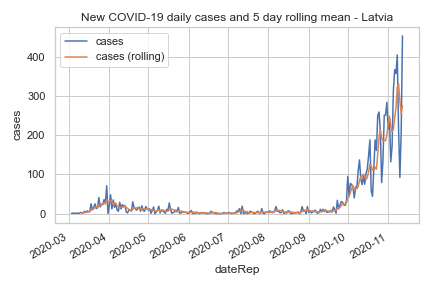 New COVID-19 daily cases and 5 day rolling mean - Latvia
cases
cases (rolling)
400
300
200
100
0
cases
2020-03
2020-04
2020-05
2020-06
2020-07
2020-08
2020-09
2020-10
2020-11
dateRep